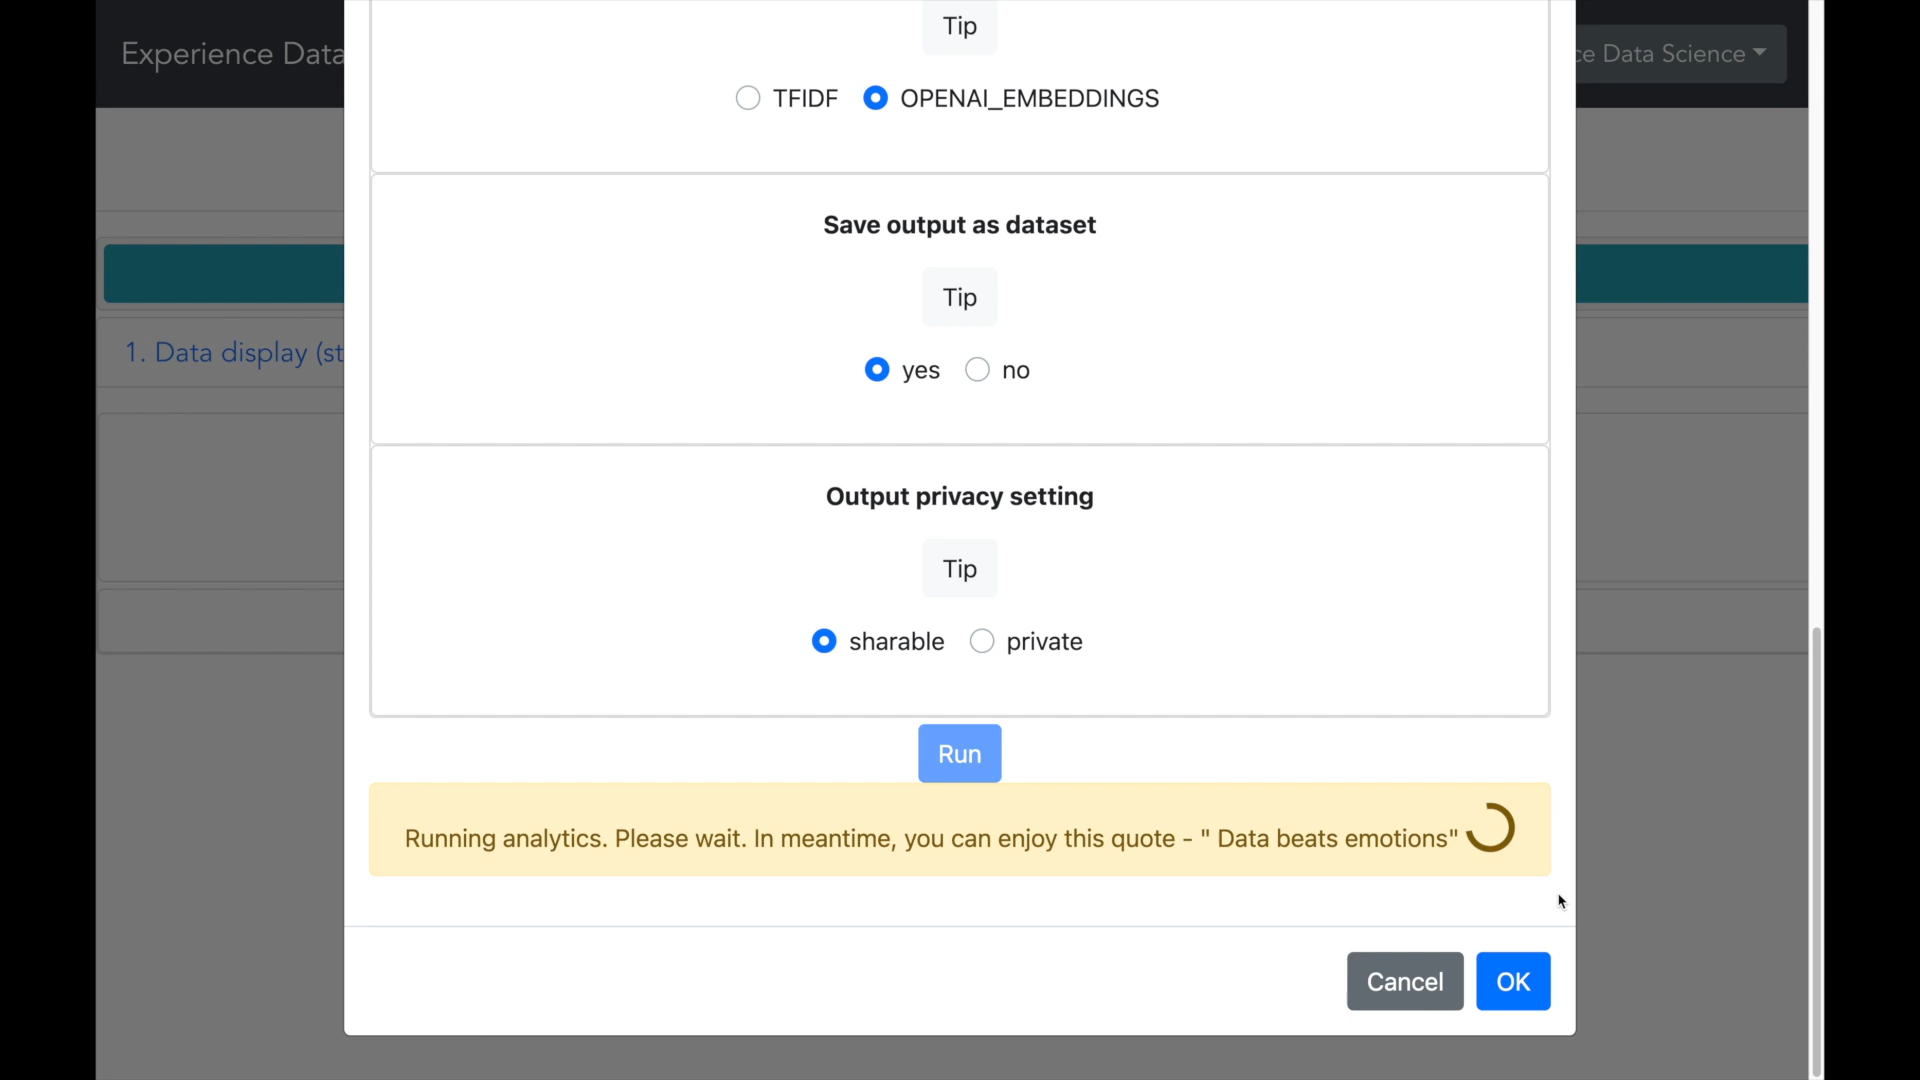 Tip
Experience Data
ce Data Science
TFIDF OPENAI_EMBEDDINGS
Save output as dataset
Tip
1. Data display (st
yes no
Output privacy setting
Tip
sharable private
Run
Running analytics. Please wait. In meantime, you can enjoy this quote - " Data beats emotions"
Cancel OK